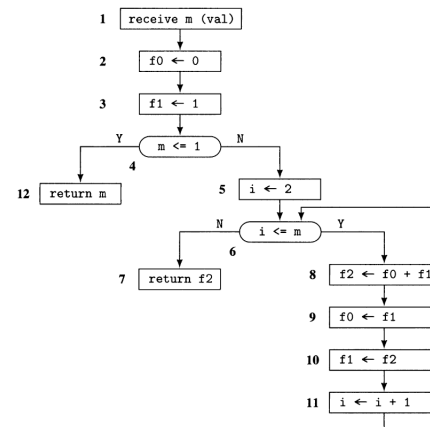 1 receive m (val)
2 f0 ← 0
3 f1 ← 1
Y m <= 1 N
4
12 return m
5 i ← 2
N i <= m Y
6
7 return f2
8 f2 ← f0 + f1
9 f0 ← f1
10 f1 ← f2
11 i ← i + 1